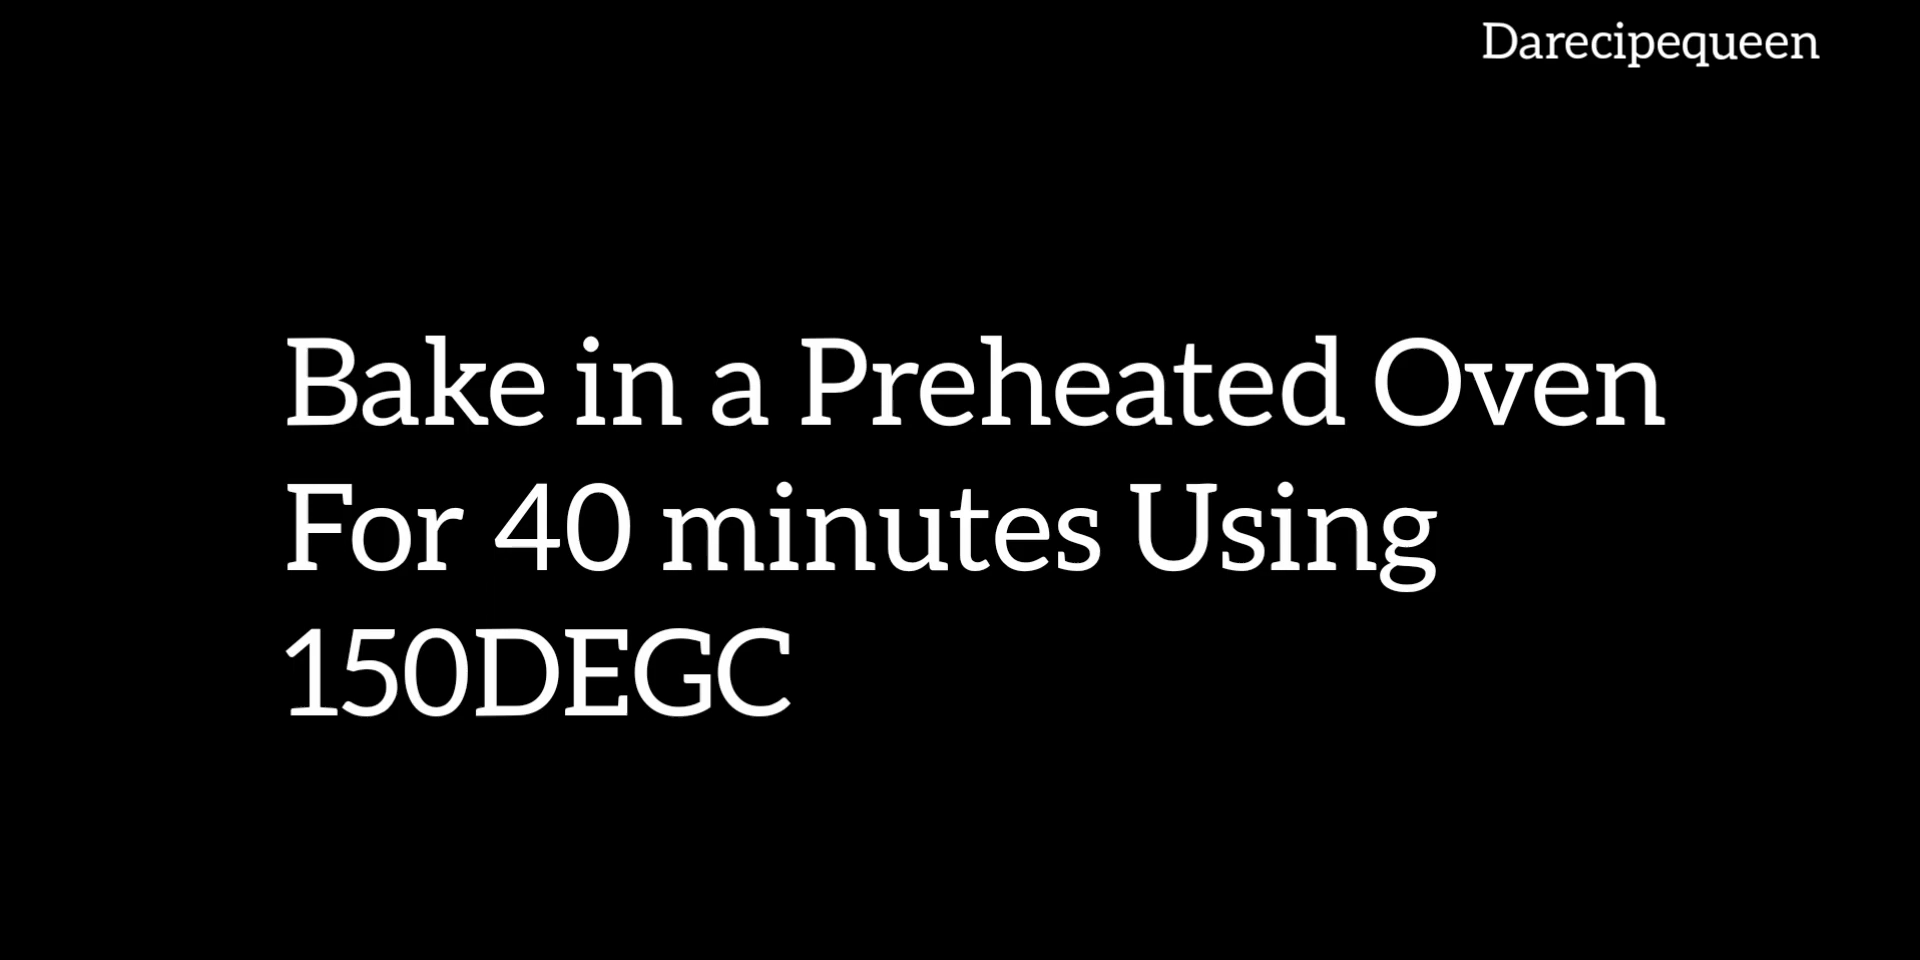 Darecipequeen
Bake in a Preheated Oven
For 40 minutes Using
150DEGC